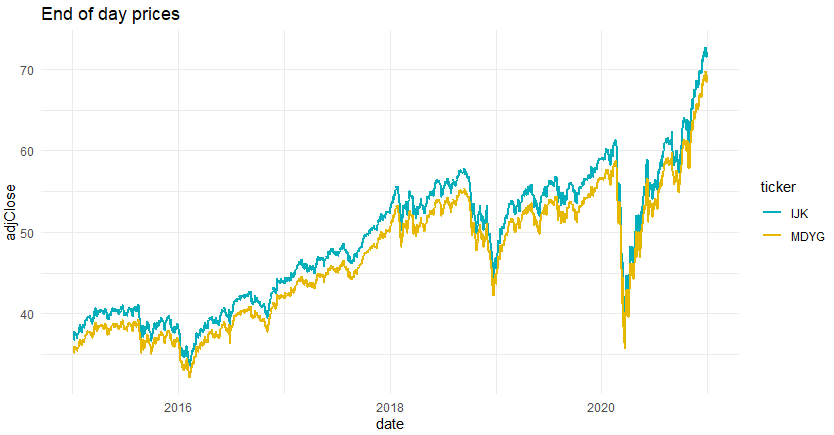 End of day prices
adjClose
70
60
50
40
2016
2018
2020
date
ticker
IJK
MDYG